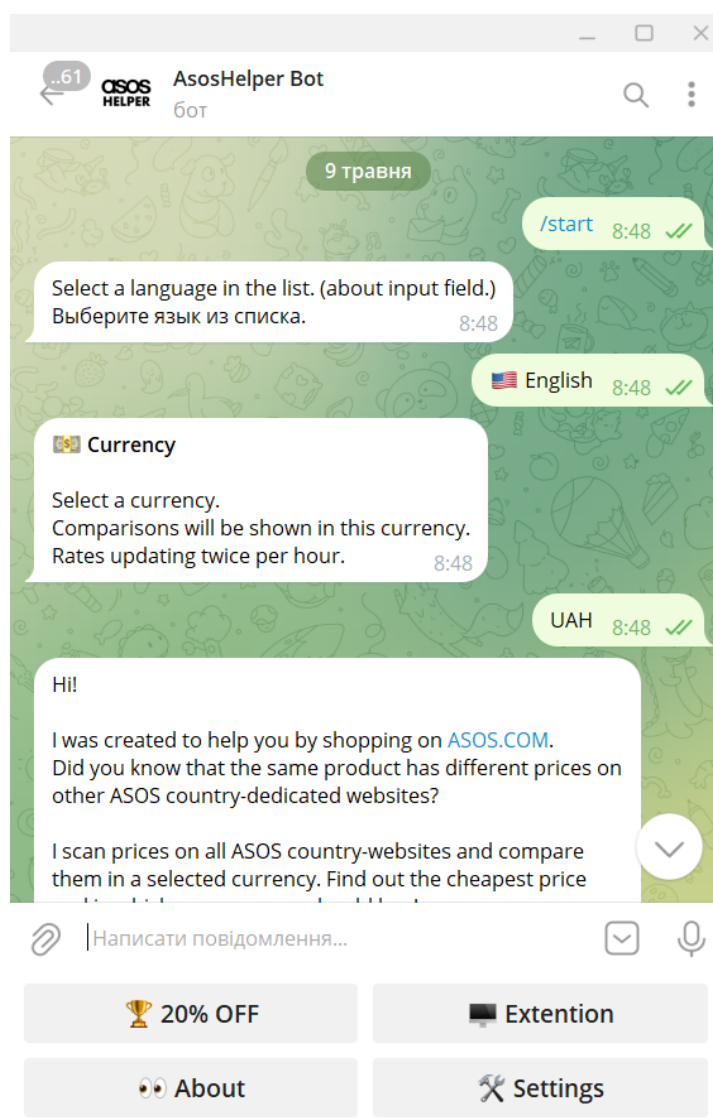 ..61
asos
HELPER
AsosHelper Bot
бот
9 травня
/start 8:48
Select a language in the list. (about input field.)
Выберите язык из списка. 8:48
🇺🇸 English 8:48
💵 Currency
Select a currency.
Comparisons will be shown in this currency.
Rates updating twice per hour. 8:48
UAH 8:48
Hi!
I was created to help you by shopping on ASOS.COM.
Did you know that the same product has different prices on
other ASOS country-dedicated websites?
I scan prices on all ASOS country-websites and compare
them in a selected currency. Find out the cheapest price
Написати повідомлення...
🏆 20% OFF
🖥 Extention
👀 About
🛠 Settings